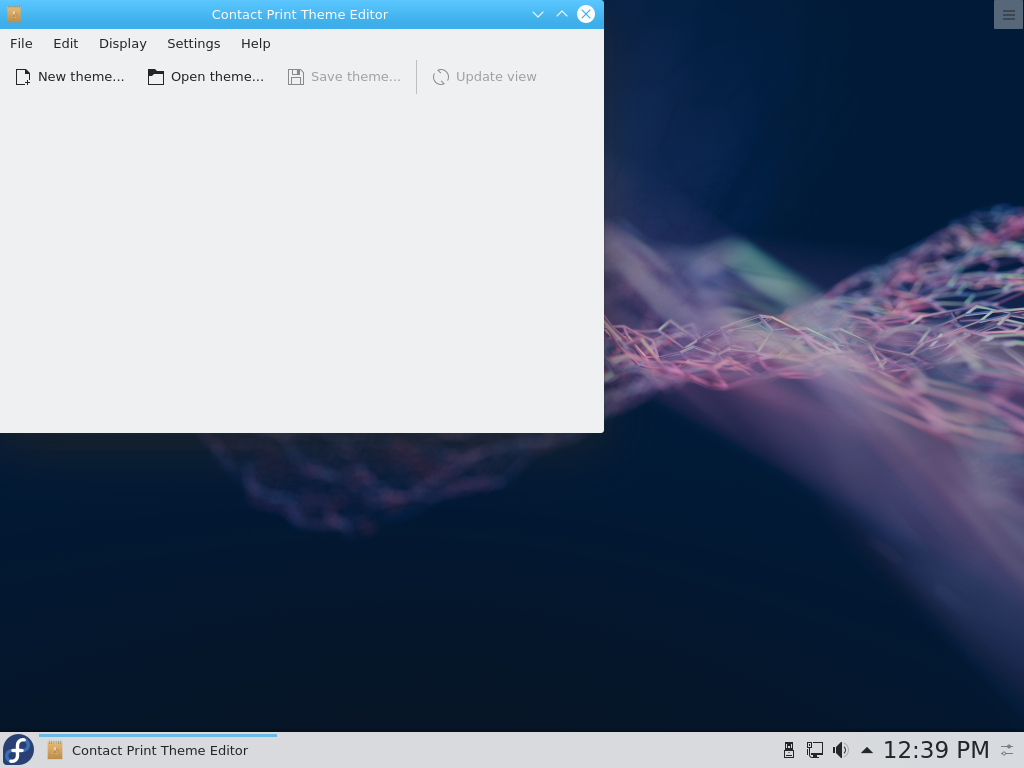 Contact Print Theme Editor
File Edit Display Settings Help
New theme... Open theme... Save theme... Update view
Contact Print Theme Editor 12:39 PM